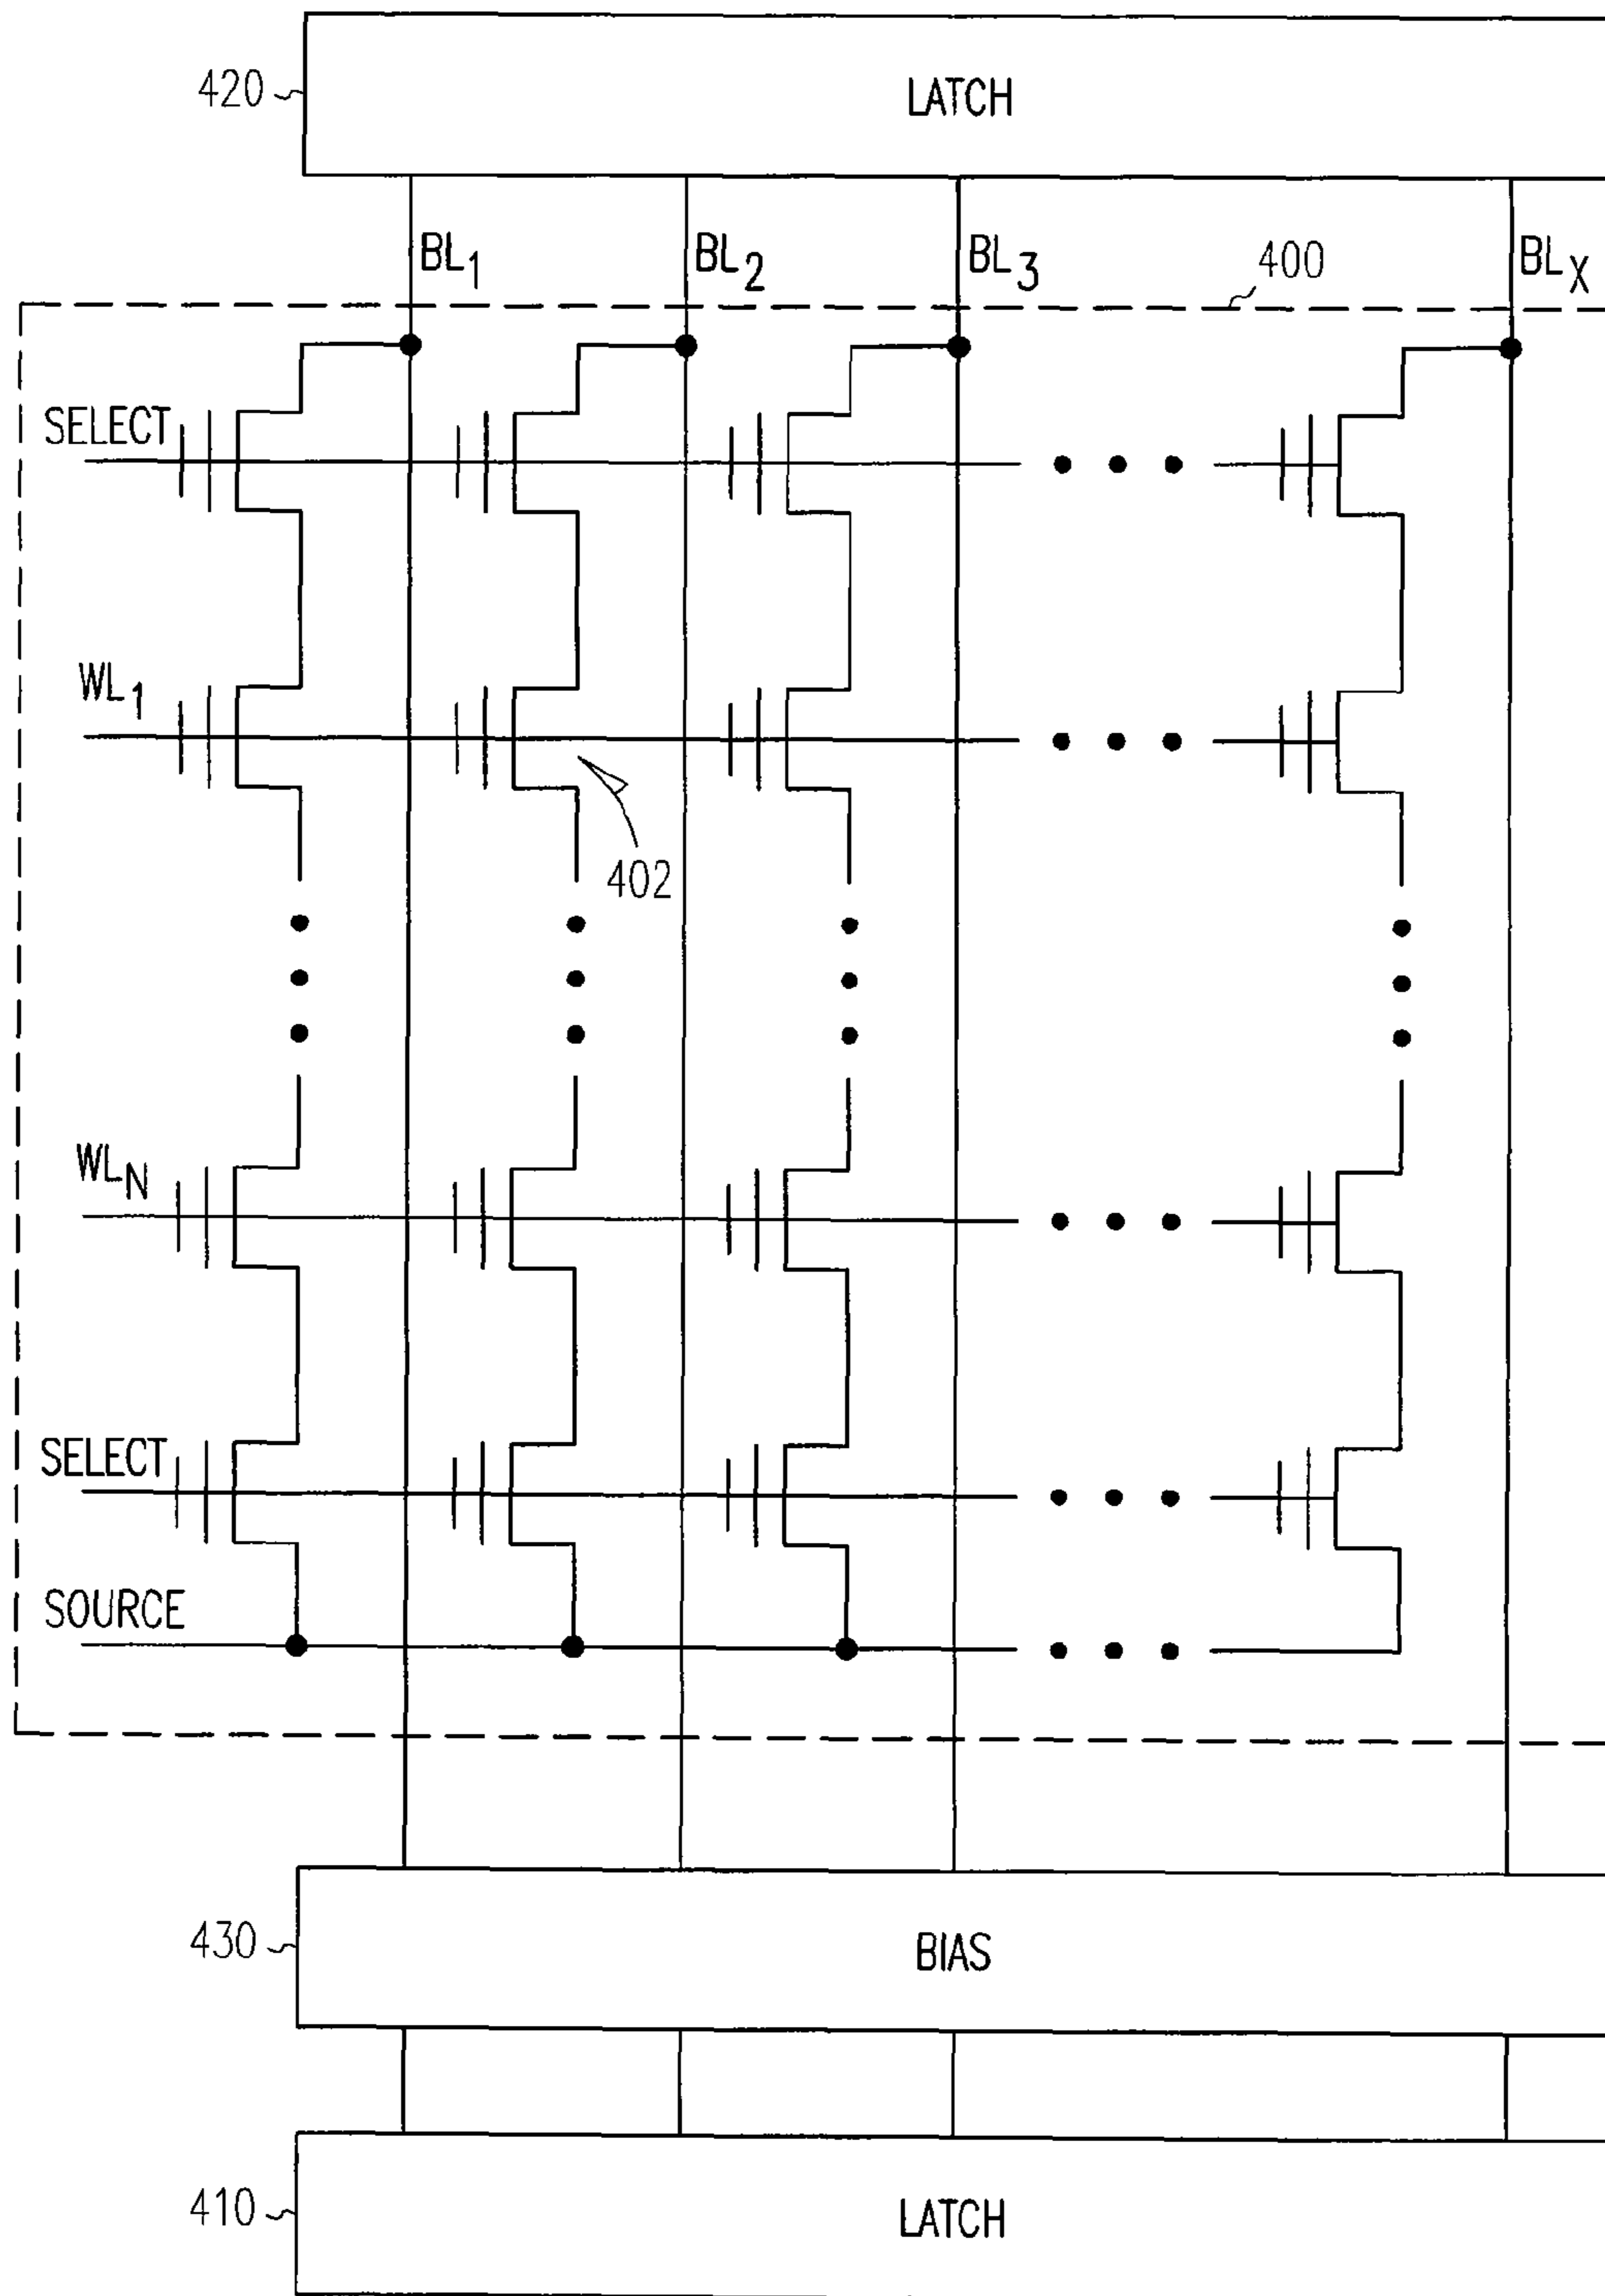 420
LATCH
BL1
BL2
BL3
400
BLX
SELECT
WL1
402
WLN
SELECT
SOURCE
430
BIAS
410
LATCH